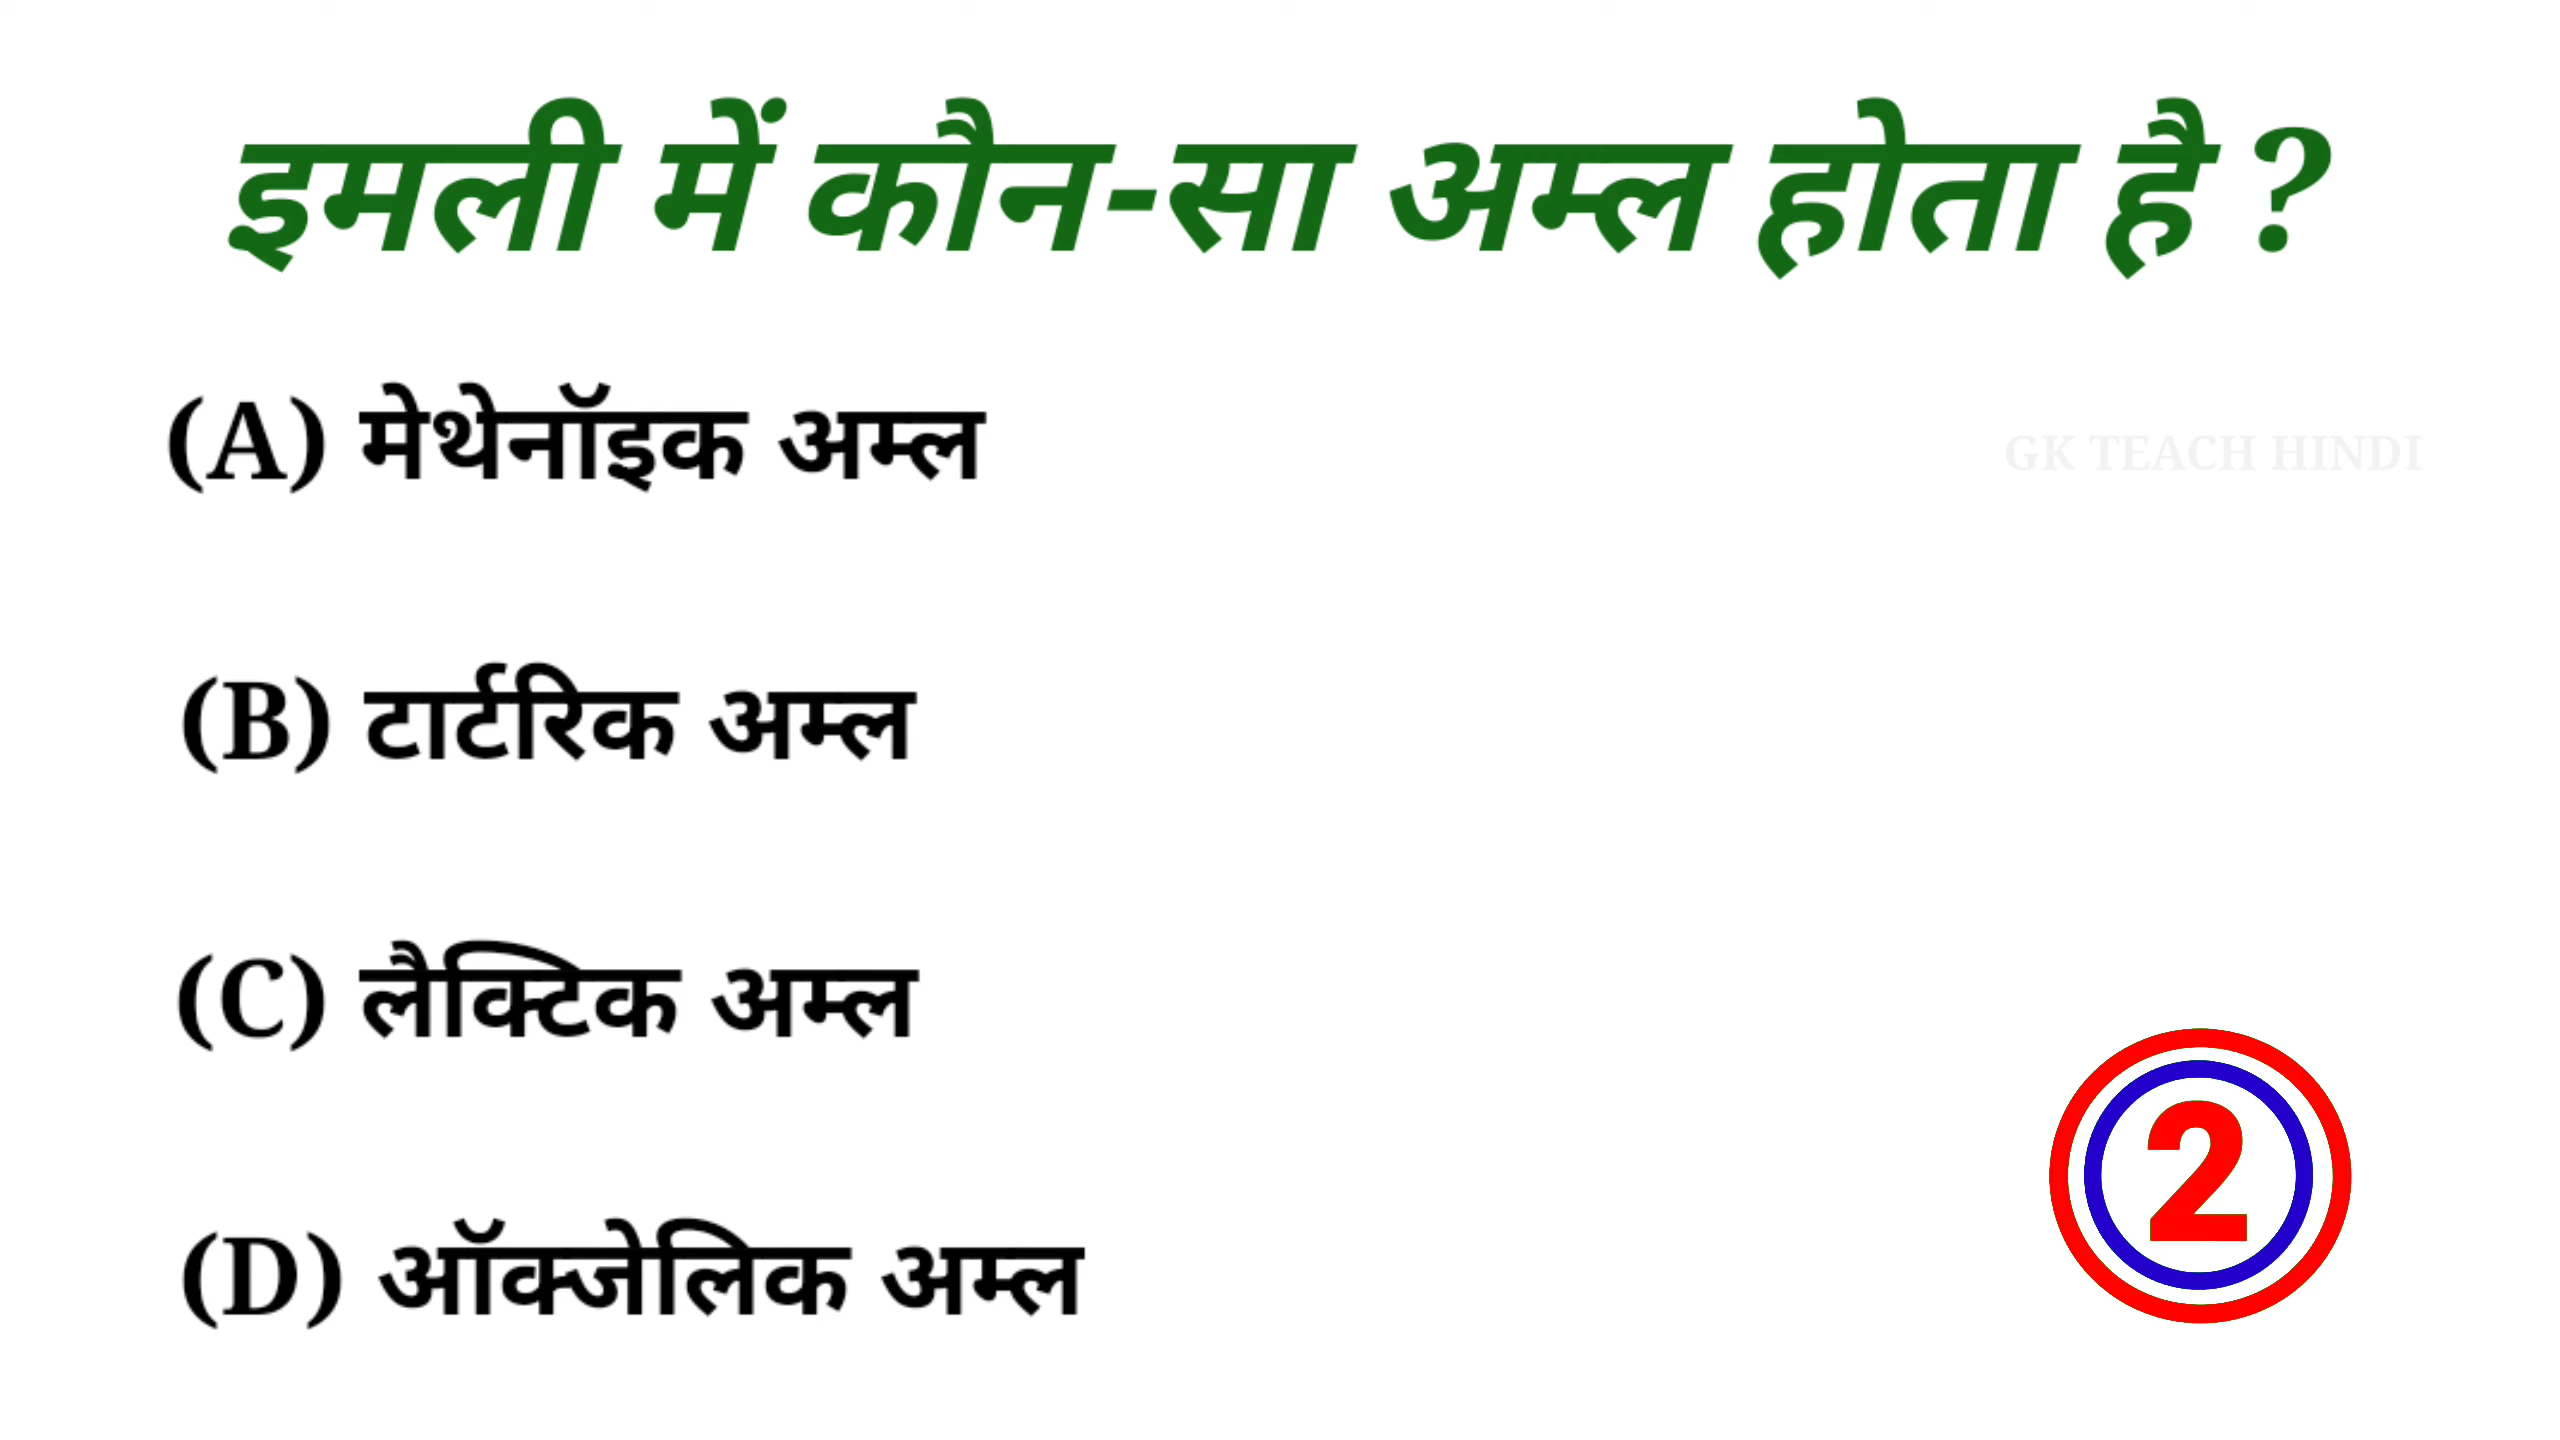 इमली में कौन-सा अम्ल होता है ?
(A) मेथेनॉइक अम्ल
GK TEACH HINDI
(B) टार्टरिक अम्ल
(C) लैक्टिक अम्ल
(D) ऑक्जेलिक अम्ल
2